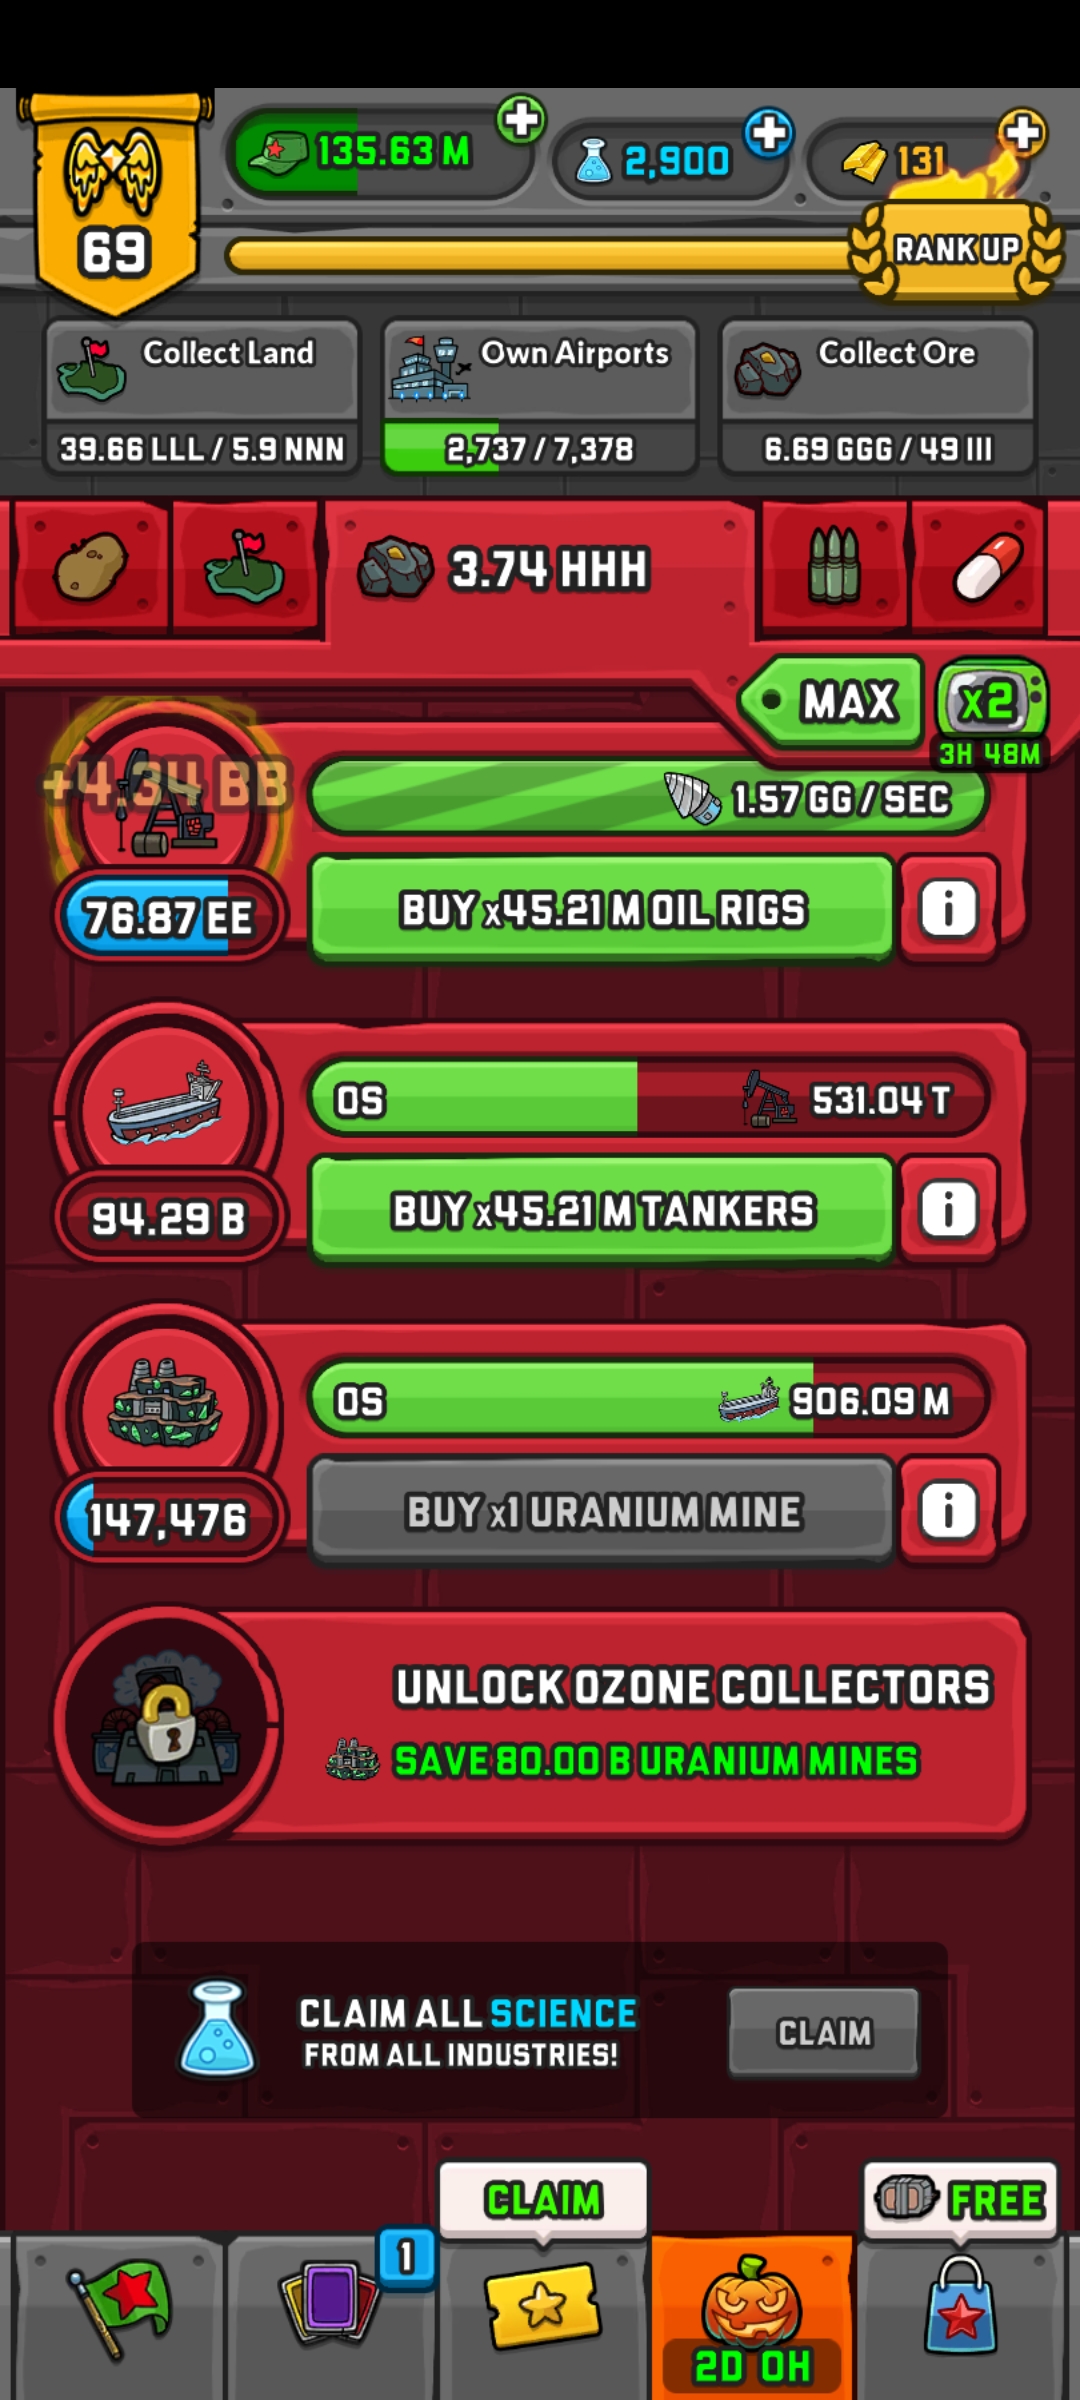 135.63 M
2,900
131
69
RANK UP
Collect Land
Own Airports
Collect Ore
39.66 LLL / 5.9 NNN
2,737 / 7,378
6.69 GGG / 49 III
3.74 HHH
MAX
x2
3H 48M
+4.34 BB
1.57 GG / SEC
76.87 EE
BUY x45.21 M OIL RIGS
i
0S
531.04 T
94.29 B
BUY x45.21 M TANKERS
i
0S
906.09 M
147,476
BUY x1 URANIUM MINE
i
UNLOCK OZONE COLLECTORS
SAVE 80.00 B URANIUM MINES
CLAIM ALL SCIENCE
FROM ALL INDUSTRIES!
CLAIM
CLAIM
FREE
1
2D 0H